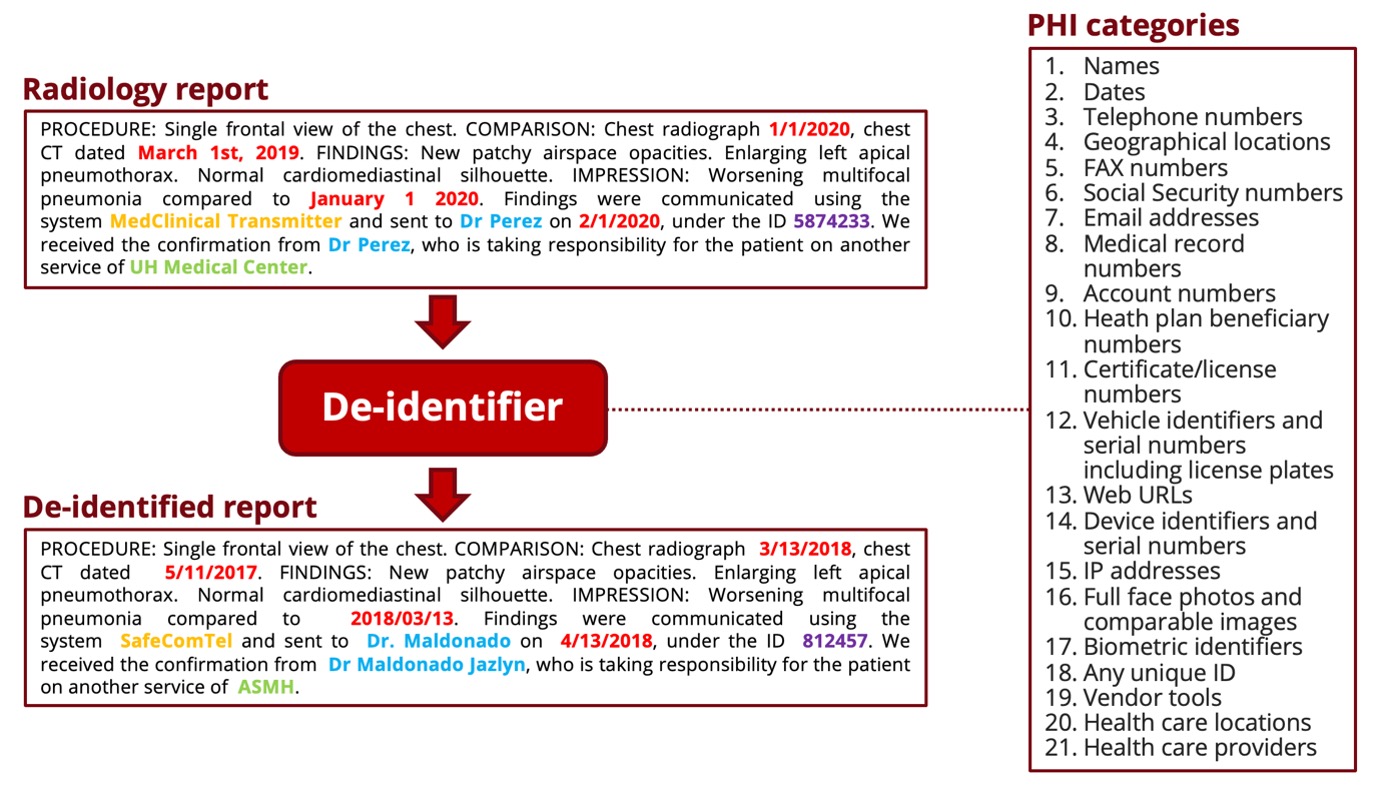 PHI categories
Radiology report
PROCEDURE: Single frontal view of the chest. COMPARISON: Chest radiograph 1/1/2020, chest
CT dated March 1st, 2019. FINDINGS: New patchy airspace opacities. Enlarging left apical
pneumothorax. Normal cardiomediastinal silhouette. IMPRESSION: Worsening multifocal
pneumonia compared to January 1 2020. Findings were communicated using the
system MedClinical Transmitter and sent to Dr Perez on 2/1/2020, under the ID 5874233. We
received the confirmation from Dr Perez, who is taking responsibility for the patient on another
service of UH Medical Center.
De-identifier
De-identified report
PROCEDURE: Single frontal view of the chest. COMPARISON: Chest radiograph 3/13/2018, chest
CT dated 5/11/2017. FINDINGS: New patchy airspace opacities. Enlarging left apical
pneumothorax. Normal cardiomediastinal silhouette. IMPRESSION: Worsening multifocal
pneumonia compared to 2018/03/13. Findings were communicated using the
system SafeComTel and sent to Dr. Maldonado on 4/13/2018, under the ID 812457. We
received the confirmation from Dr Maldonado Jazlyn, who is taking responsibility for the patient
on another service of ASMH.
1. Names
2. Dates
3. Telephone numbers
4. Geographical locations
5. FAX numbers
6. Social Security numbers
7. Email addresses
8. Medical record
numbers
9. Account numbers
10. Heath plan beneficiary
numbers
11. Certificate/license
numbers
12. Vehicle identifiers and
serial numbers
including license plates
13. Web URLs
14. Device identifiers and
serial numbers
15. IP addresses
16. Full face photos and
comparable images
17. Biometric identifiers
18. Any unique ID
19. Vendor tools
20. Health care locations
21. Health care providers